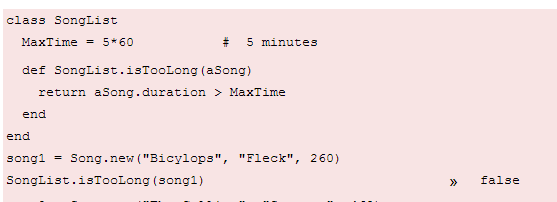 class SongList
  MaxTime = 5*60           #  5 minutes
  def SongList.isTooLong(aSong)
    return aSong.duration > MaxTime
  end
end
song1 = Song.new("Bicylops", "Fleck", 260)
SongList.isTooLong(song1) » false